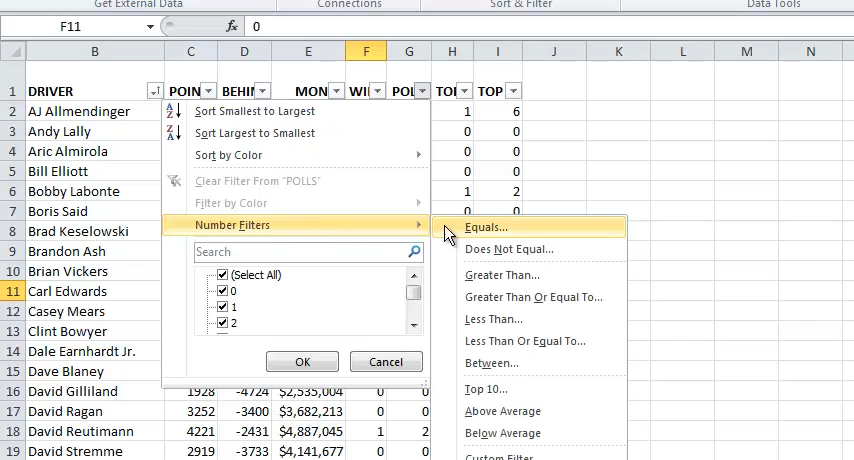 Get External Data Connections Sort & Filter Data Tools
F11 fx 0
B C D E F G H I J K L M N
1 DRIVER POIN BEHIN MON WIN POL TOP TOP
2 AJ Allmendinger 1 6
3 Andy Lally 0 0
4 Aric Almirola 0 0
5 Bill Elliott 0 0
6 Bobby Labonte 1 2
7 Boris Said 0 0
8 Brad Keselowski
9 Brandon Ash
10 Brian Vickers
11 Carl Edwards
12 Casey Mears
13 Clint Bowyer
14 Dale Earnhardt Jr.
15 Dave Blaney
16 David Gilliland 1928 -4724 $2,535,004 0 0
17 David Ragan 3252 -3400 $3,682,213 0 0
18 David Reutimann 4221 -2431 $4,887,045 1 2
19 David Stremme 2919 -3733 $4,141,677 0 0
Sort Smallest to Largest
Sort Largest to Smallest
Sort by Color
Clear Filter From "POLLS"
Filter by Color
Number Filters
Search
(Select All)
0
1
2
OK Cancel
Equals...
Does Not Equal...
Greater Than...
Greater Than Or Equal To...
Less Than...
Less Than Or Equal To...
Between...
Top 10...
Above Average
Below Average
Custom Filter